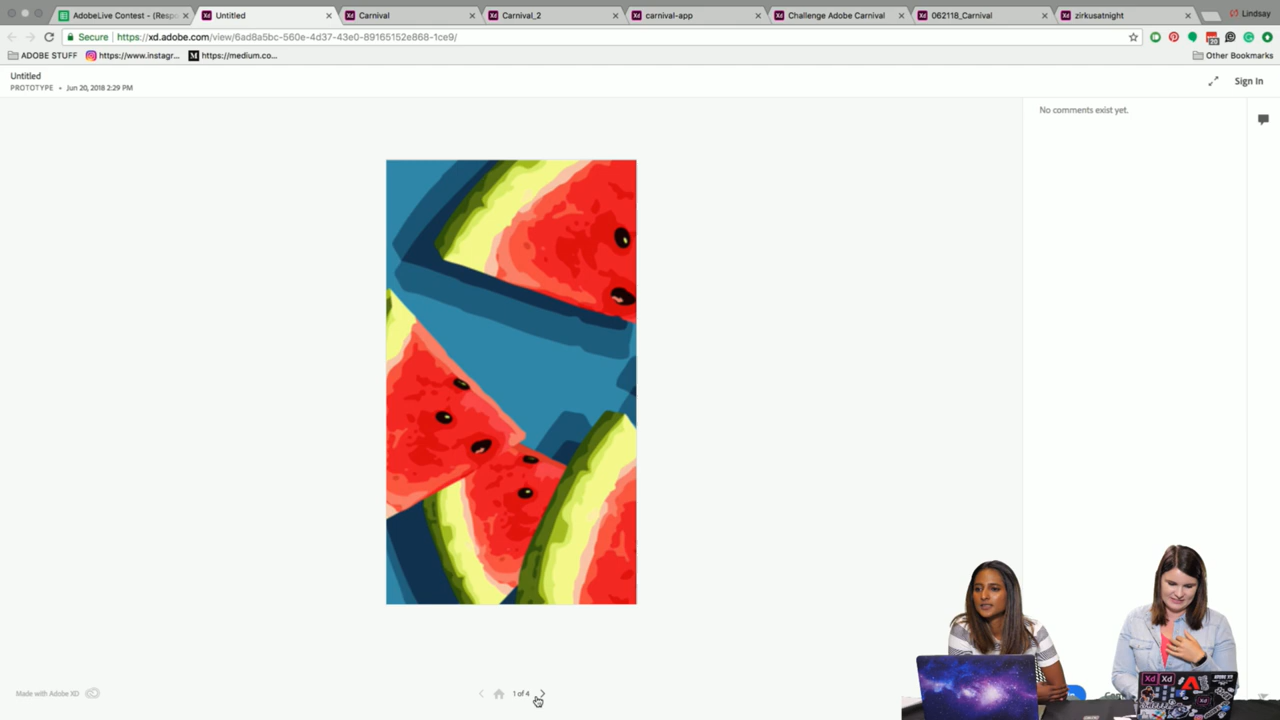 AdobeLive Contest - (Respo
Untitled
Carnival
Carnival_2
carnival-app
Challenge Adobe Carnival
062118_Carnival
zirkusatnight
Lindsay
Secure
https://xd.adobe.com/view/6ad8a5bc-560e-4d37-43e0-89165152e868-1ce9/
ADOBE STUFF
https://www.instagr...
https://medium.co...
Other Bookmarks
Untitled
PROTOTYPE • Jun 20, 2018 2:29 PM
Sign In
No comments exist yet.
Made with Adobe XD
1 of 4
Xd Xd